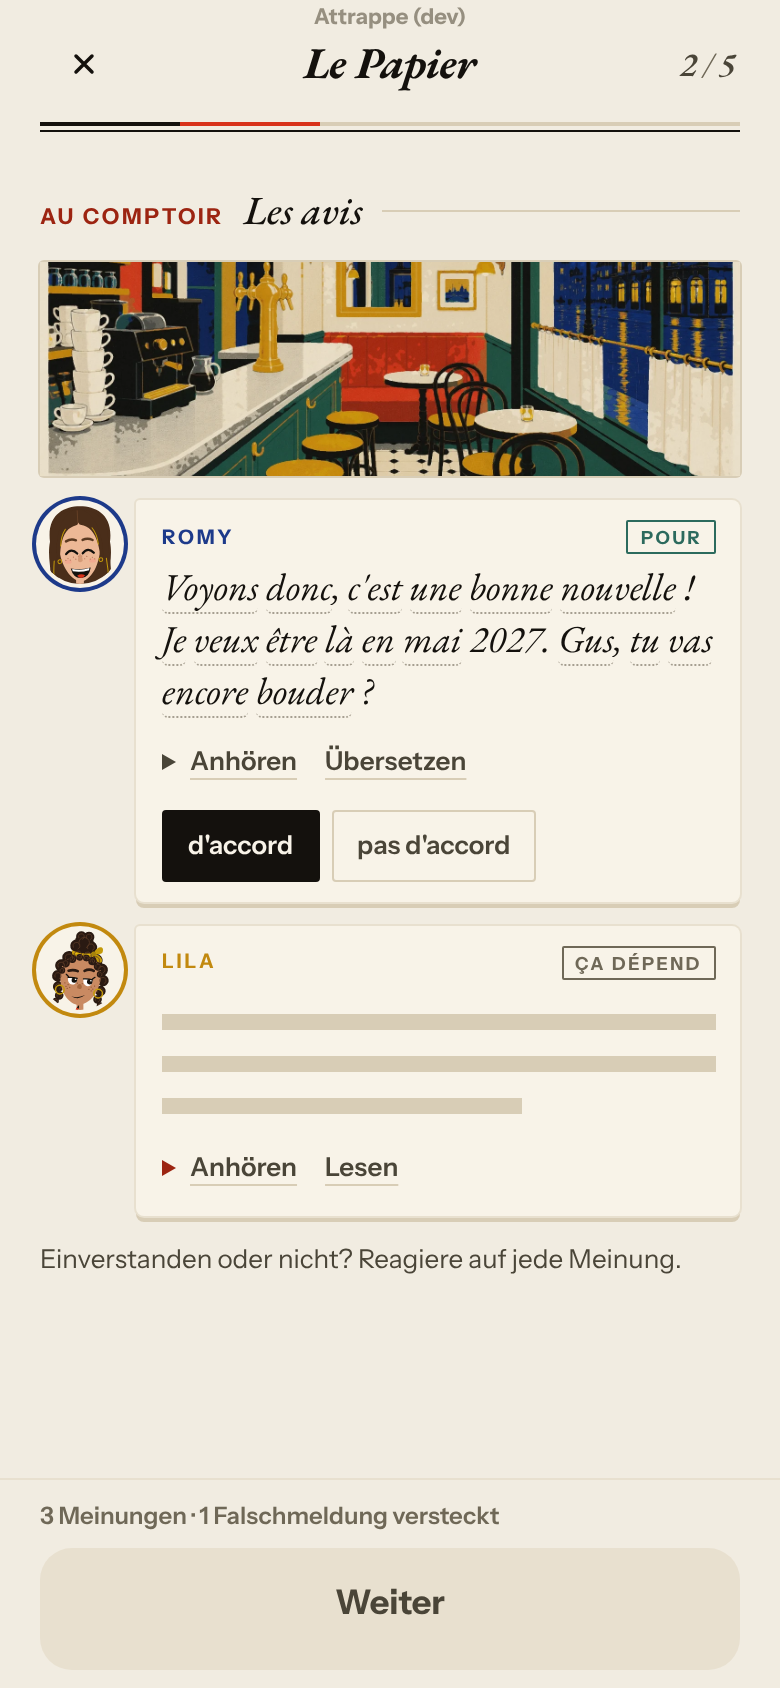 Attrappe (dev)
Le Papier
2 / 5
AU COMPTOIR Les avis
ROMY
POUR
Voyons donc, c'est une bonne nouvelle !
Je veux être là en mai 2027. Gus, tu vas
encore bouder ?
Anhören Übersetzen
d'accord pas d'accord
LILA
ÇA DÉPEND
Anhören Lesen
Einverstanden oder nicht? Reagiere auf jede Meinung.
3 Meinungen · 1 Falschmeldung versteckt
Weiter